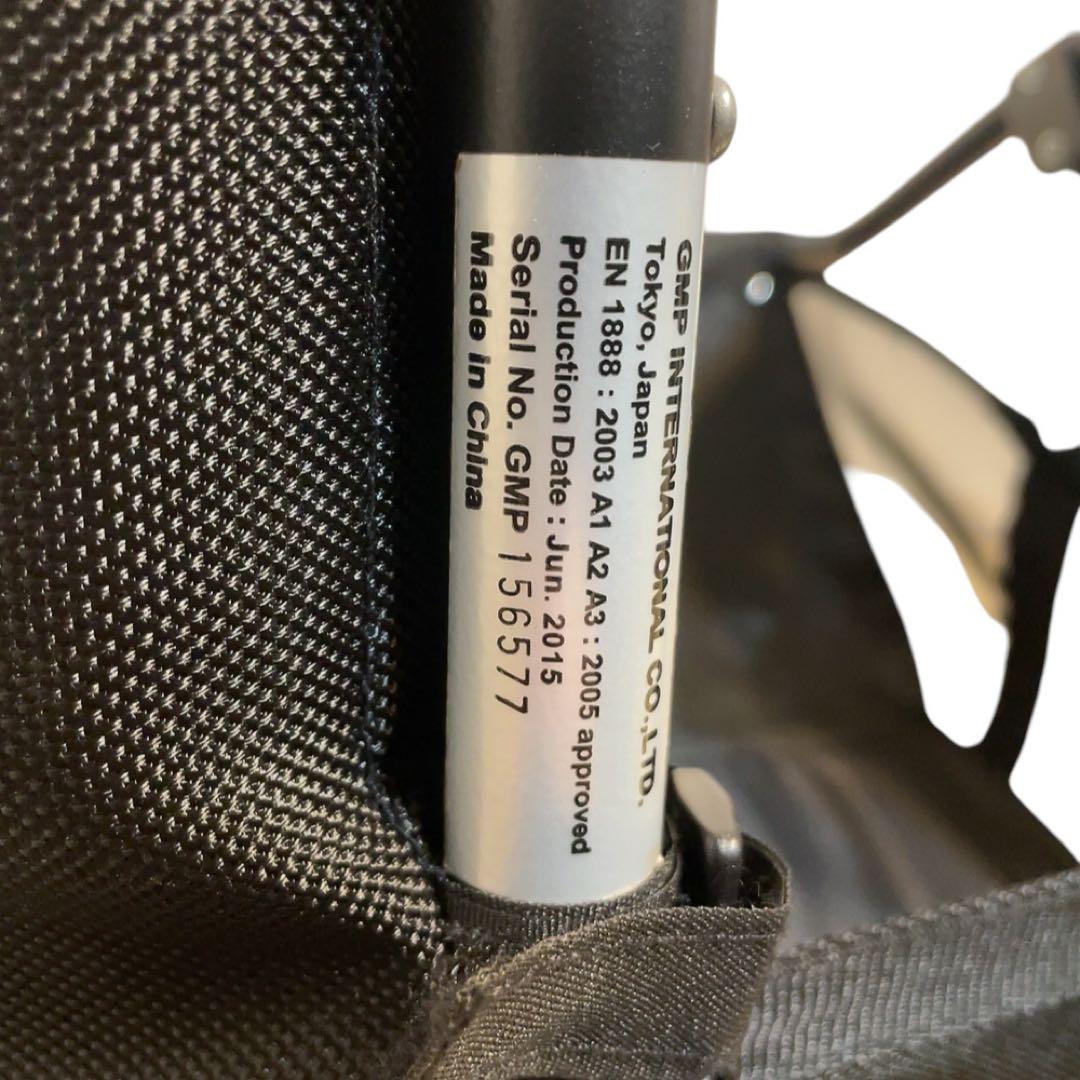 GMP INTERNATIONAL CO.,LTD.
Tokyo, Japan
EN 1888 : 2003 A1 A2 A3 : 2005 approved
Production Date : Jun. 2015
Serial No. GMP 156577
Made in China